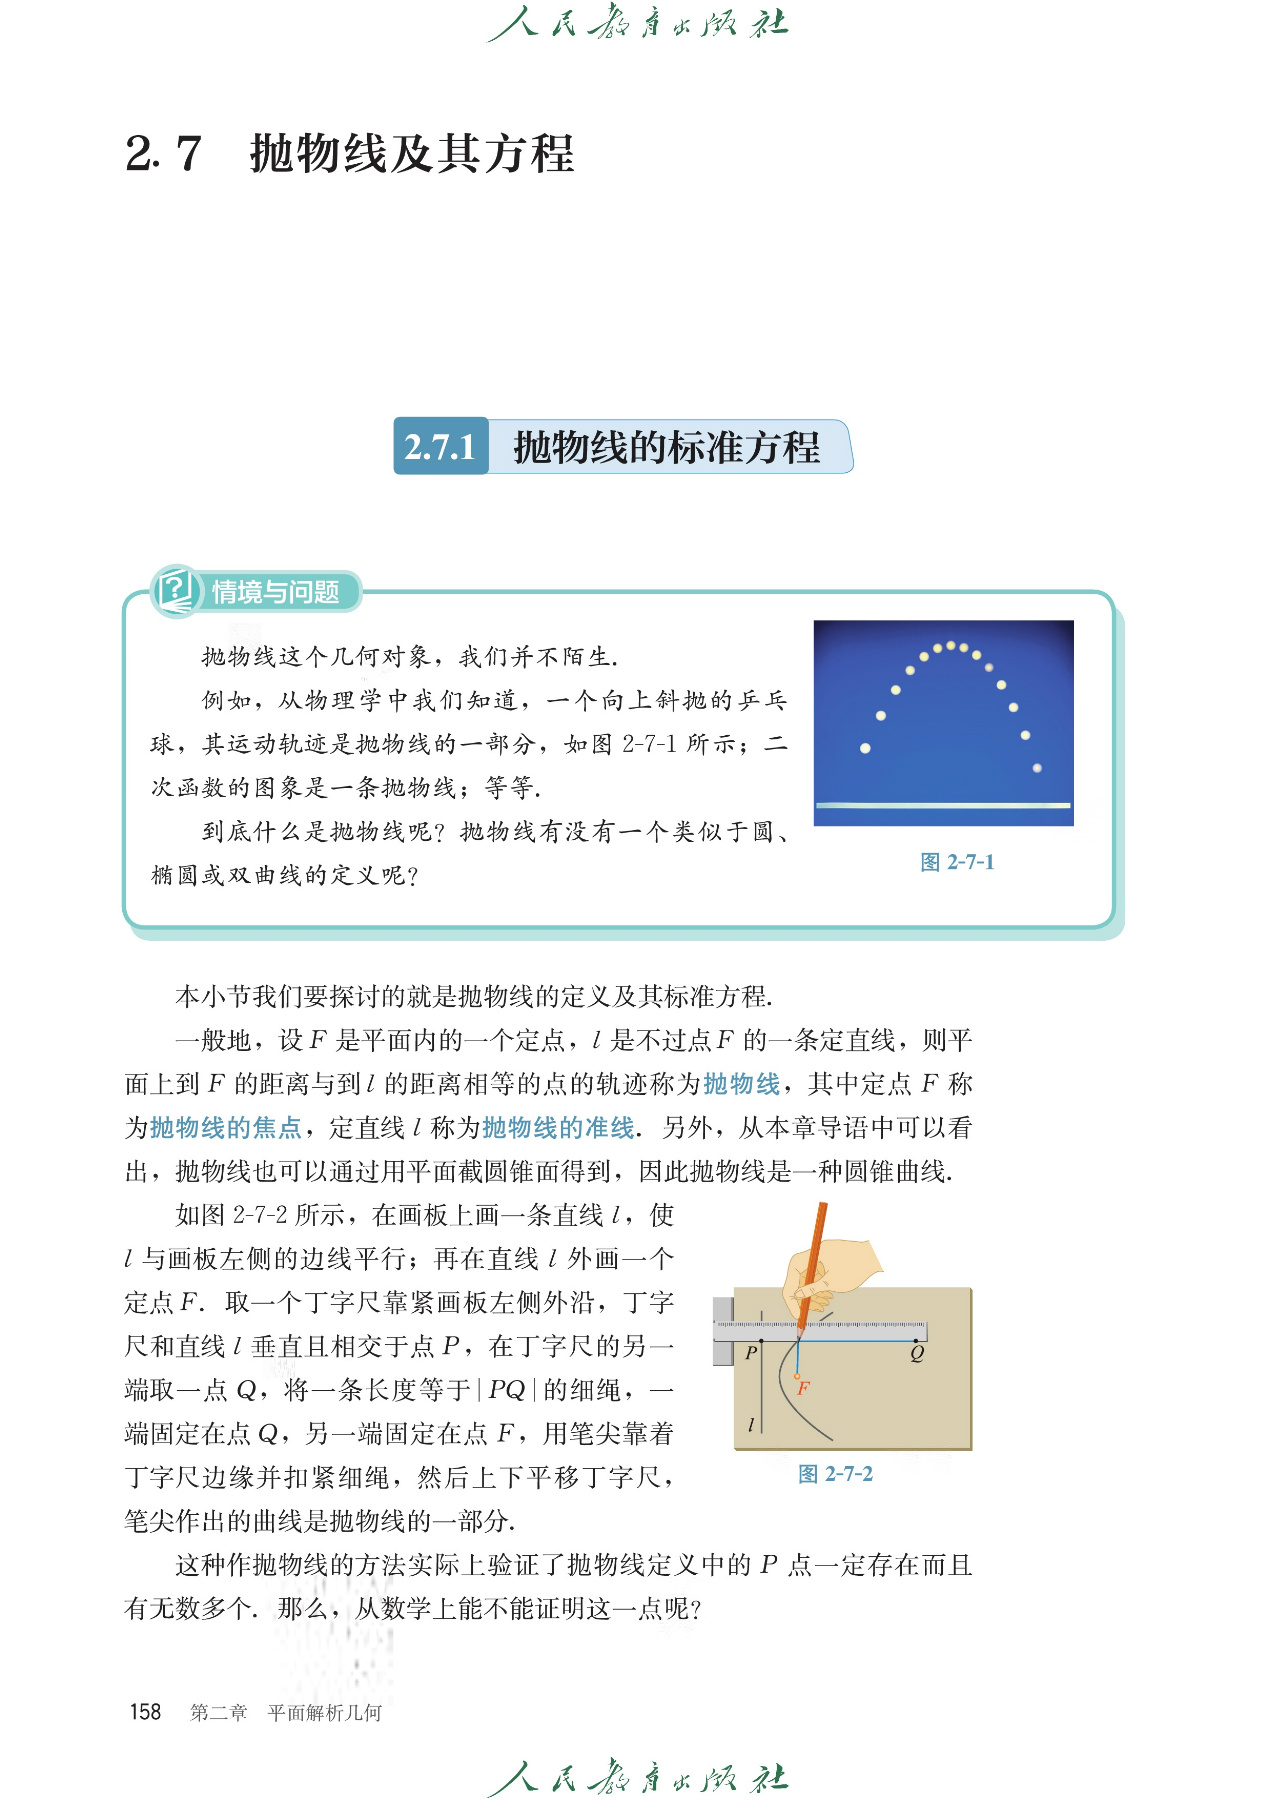 人民教育出版社
2.7 抛物线及其方程
2.7.1 抛物线的标准方程
情境与问题
抛物线这个几何对象，我们并不陌生.
例如，从物理学中我们知道，一个向上斜抛的乒乓
球，其运动轨迹是抛物线的一部分，如图 2-7-1 所示；二
次函数的图象是一条抛物线；等等.
到底什么是抛物线呢？抛物线有没有一个类似于圆、
椭圆或双曲线的定义呢？
图 2-7-1
本小节我们要探讨的就是抛物线的定义及其标准方程.
一般地，设 F 是平面内的一个定点，l 是不过点 F 的一条定直线，则平
面上到 F 的距离与到 l 的距离相等的点的轨迹称为抛物线，其中定点 F 称
为抛物线的焦点，定直线 l 称为抛物线的准线. 另外，从本章导语中可以看
出，抛物线也可以通过用平面截圆锥面得到，因此抛物线是一种圆锥曲线.
如图 2-7-2 所示，在画板上画一条直线 l，使
l 与画板左侧的边线平行；再在直线 l 外画一个
定点 F. 取一个丁字尺靠紧画板左侧外沿，丁字
尺和直线 l 垂直且相交于点 P，在丁字尺的另一
端取一点 Q，将一条长度等于|PQ|的细绳，一
端固定在点 Q，另一端固定在点 F，用笔尖靠着
丁字尺边缘并扣紧细绳，然后上下平移丁字尺，
笔尖作出的曲线是抛物线的一部分.
P
Q
F
l
图 2-7-2
这种作抛物线的方法实际上验证了抛物线定义中的 P 点一定存在而且
有无数多个. 那么，从数学上能不能证明这一点呢？
158 第二章 平面解析几何
人民教育出版社